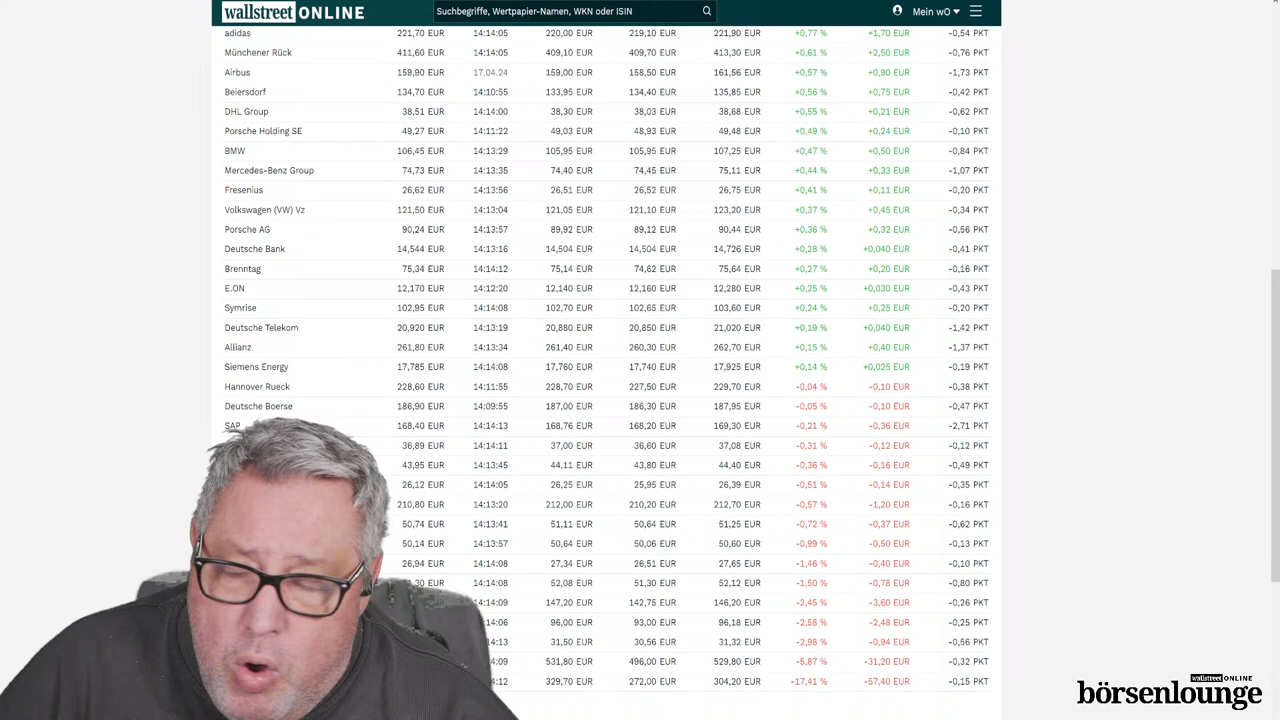 wallstreet ONLINE Suchbegriffe, Wertpapier-Namen, WKN oder ISIN Mein wO
adidas 221,70 EUR 14:14:05 220,00 EUR 219,10 EUR 221,90 EUR +0,77 % +1,70 EUR -0,54 PKT
Münchener Rück 411,60 EUR 14:14:05 409,10 EUR 409,70 EUR 413,30 EUR +0,61 % +2,50 EUR -0,76 PKT
Airbus 159,90 EUR 17.04.24 159,00 EUR 158,50 EUR 161,56 EUR +0,57 % +0,90 EUR -1,73 PKT
Beiersdorf 134,70 EUR 14:10:55 133,95 EUR 134,40 EUR 135,85 EUR +0,56 % +0,75 EUR -0,42 PKT
DHL Group 38,51 EUR 14:14:00 38,30 EUR 38,03 EUR 38,68 EUR +0,55 % +0,21 EUR -0,62 PKT
Porsche Holding SE 49,27 EUR 14:11:22 49,03 EUR 48,93 EUR 49,48 EUR +0,49 % +0,24 EUR -0,10 PKT
BMW 106,45 EUR 14:13:29 105,95 EUR 105,95 EUR 107,25 EUR +0,47 % +0,50 EUR -0,84 PKT
Mercedes-Benz Group 74,73 EUR 14:13:35 74,40 EUR 74,45 EUR 75,11 EUR +0,44 % +0,33 EUR -1,07 PKT
Fresenius 26,62 EUR 14:13:56 26,51 EUR 26,52 EUR 26,75 EUR +0,41 % +0,11 EUR -0,20 PKT
Volkswagen (VW) Vz 121,50 EUR 14:13:04 121,05 EUR 121,10 EUR 123,20 EUR +0,37 % +0,45 EUR -0,34 PKT
Porsche AG 90,24 EUR 14:13:57 89,92 EUR 89,12 EUR 90,44 EUR +0,36 % +0,32 EUR -0,56 PKT
Deutsche Bank 14,544 EUR 14:13:16 14,504 EUR 14,504 EUR 14,726 EUR +0,28 % +0,040 EUR -0,41 PKT
Brenntag 75,34 EUR 14:14:12 75,14 EUR 74,62 EUR 75,64 EUR +0,27 % +0,20 EUR -0,16 PKT
E.ON 12,170 EUR 14:12:20 12,140 EUR 12,160 EUR 12,280 EUR +0,25 % +0,030 EUR -0,43 PKT
Symrise 102,95 EUR 14:14:08 102,70 EUR 102,65 EUR 103,60 EUR +0,24 % +0,25 EUR -0,20 PKT
Deutsche Telekom 20,920 EUR 14:13:19 20,880 EUR 20,850 EUR 21,020 EUR +0,19 % +0,040 EUR -1,42 PKT
Allianz 261,80 EUR 14:13:34 261,40 EUR 260,30 EUR 262,70 EUR +0,15 % +0,40 EUR -1,37 PKT
Siemens Energy 17,785 EUR 14:14:08 17,760 EUR 17,740 EUR 17,925 EUR +0,14 % +0,025 EUR -0,19 PKT
Hannover Rueck 228,60 EUR 14:11:55 228,70 EUR 227,50 EUR 229,70 EUR -0,04 % -0,10 EUR -0,38 PKT
Deutsche Boerse 186,90 EUR 14:09:55 187,00 EUR 186,30 EUR 187,95 EUR -0,05 % -0,10 EUR -0,47 PKT
SAP 168,40 EUR 14:14:13 168,76 EUR 168,20 EUR 169,30 EUR -0,21 % -0,36 EUR -2,71 PKT
36,89 EUR 14:14:11 37,00 EUR 36,60 EUR 37,08 EUR -0,31 % -0,12 EUR -0,12 PKT
43,95 EUR 14:13:45 44,11 EUR 43,80 EUR 44,40 EUR -0,36 % -0,16 EUR -0,49 PKT
26,12 EUR 14:14:05 26,25 EUR 25,95 EUR 26,39 EUR -0,51 % -0,14 EUR -0,35 PKT
210,80 EUR 14:13:20 212,00 EUR 210,20 EUR 212,70 EUR -0,57 % -1,20 EUR -0,16 PKT
50,74 EUR 14:13:41 51,11 EUR 50,64 EUR 51,25 EUR -0,72 % -0,37 EUR -0,62 PKT
50,14 EUR 14:13:57 50,64 EUR 50,06 EUR 50,60 EUR -0,99 % -0,50 EUR -0,13 PKT
26,94 EUR 14:14:08 27,34 EUR 26,51 EUR 27,65 EUR -1,46 % -0,40 EUR -0,10 PKT
EUR 14:14:08 52,08 EUR 51,30 EUR 52,12 EUR -1,50 % -0,78 EUR -0,80 PKT
147,20 EUR 142,75 EUR 146,20 EUR -2,45 % -3,60 EUR -0,26 PKT
96,00 EUR 93,00 EUR 96,18 EUR -2,58 % -2,48 EUR -0,25 PKT
31,50 EUR 30,56 EUR 31,32 EUR -2,98 % -0,94 EUR -0,56 PKT
531,80 EUR 496,00 EUR 529,80 EUR -5,87 % -31,20 EUR -0,32 PKT
329,70 EUR 272,00 EUR 304,20 EUR -17,41 % -57,40 EUR -0,15 PKT
wallstreet ONLINE
börsenlounge